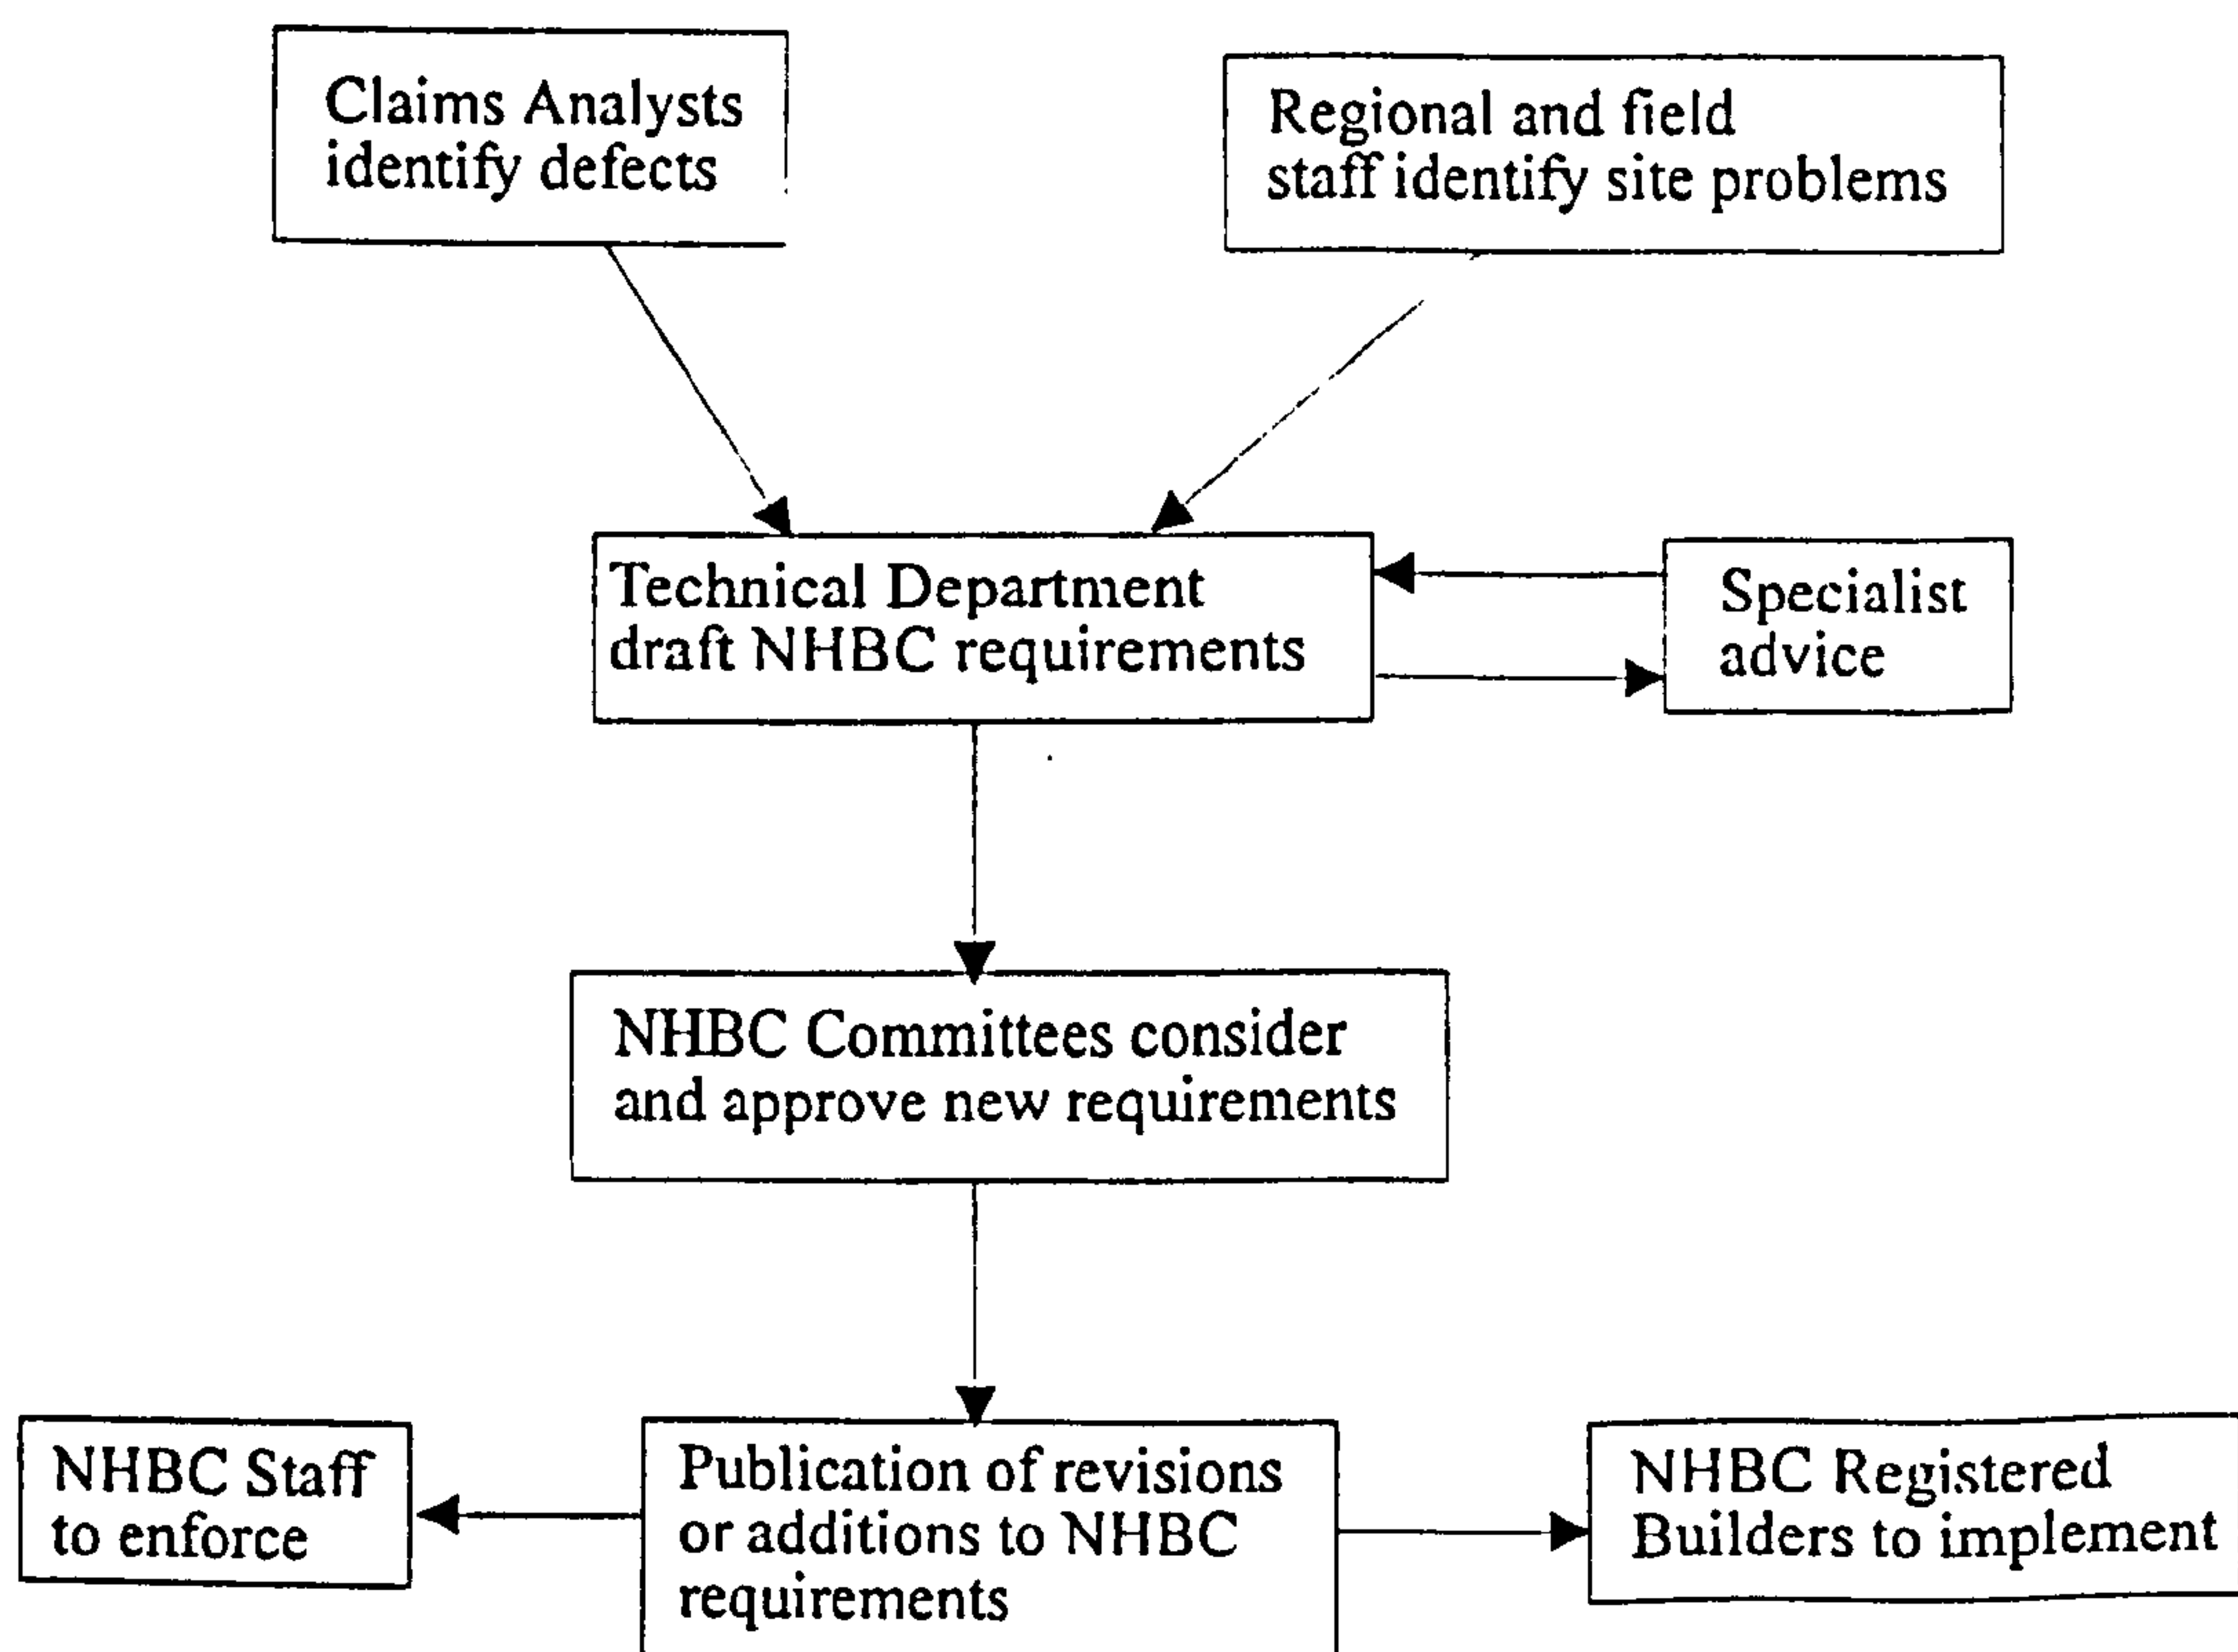 Claims Analysts
identify defects
Regional and field
staff identify site problems
Technical Department
draft NHBC requirements
Specialist
advice
NHBC Committees consider
and approve new requirements
NHBC Staff
to enforce
Publication of revisions
or additions to NHBC
requirements
NHBC Registered
Builders to implement